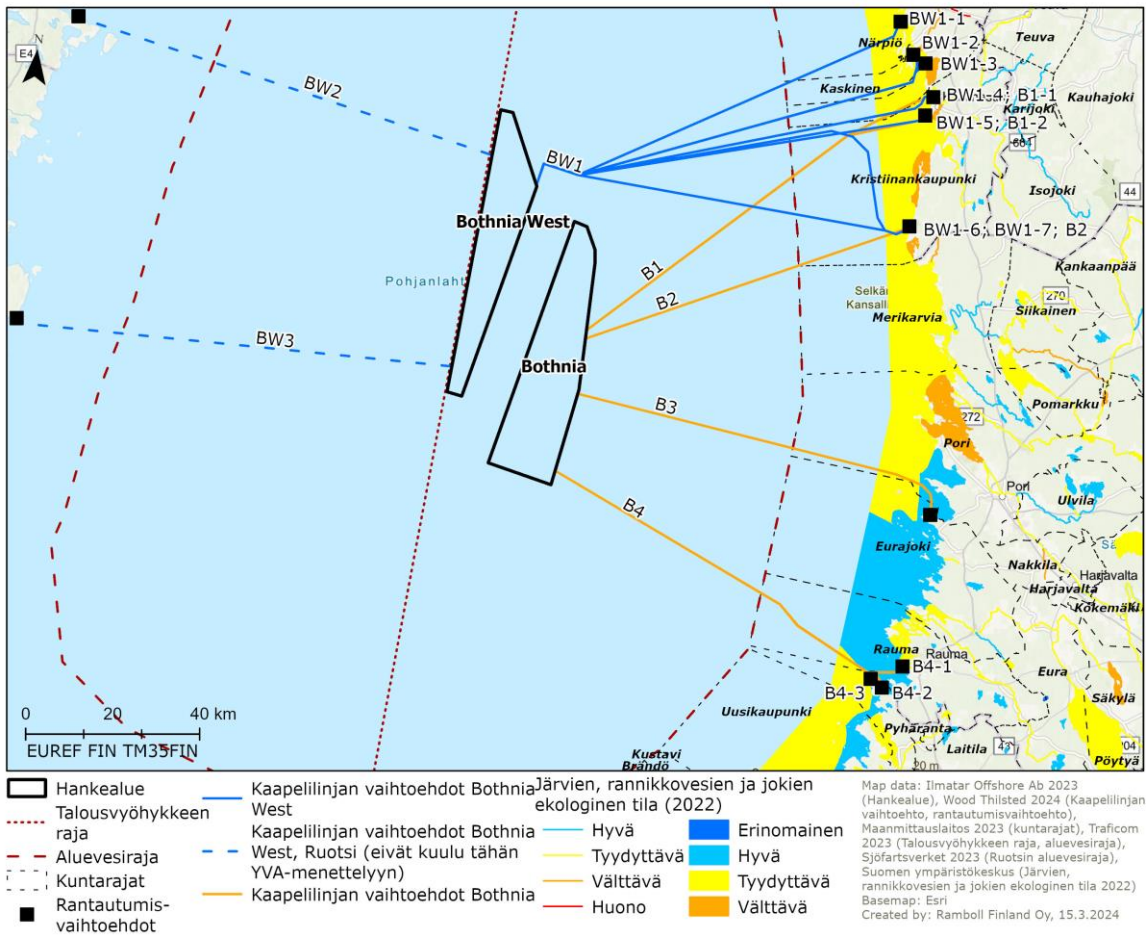 E4
N
BW2
BW3
Pohjanlaht
Bothnia West
Bothnia
BW1
B1
B2
B3
B4
BW1-1
BW1-2
BW1-3
BW1-4; B1-1
BW1-5; B1-2
BW1-6; BW1-7; B2
B4-1
B4-2
B4-3
Närpiö
Teuva
Kaskinen
Karijoki
Kauhajoki
664
Kristiinankaupunki
Isojoki
44
Kankaanpää
Selkä
Kansalli
270
Siikainen
Merikarvia
Pomarkku
272
Pori
Pori
Ulvila
Eurajoki
Nakkila
Harjavalta
Harjavalta
Kokemäki
Rauma
Rauma
Eura
Säkylä
Uusikaupunki
Pyhäranta
Laitila
43
204
Pöytyä
Kustavi
Brändö
20 m
0 20 40 km
EUREF FIN TM35FIN
Hankealue
Talousvyöhykkeen
raja
Aluevesiraja
Kuntarajat
Rantautumis-
vaihtoehdot
Kaapelilinjan vaihtoehdot Bothnia
West
Kaapelilinjan vaihtoehdot Bothnia
West, Ruotsi (eivät kuulu tähän
YVA-menettelyyn)
Kaapelilinjan vaihtoehdot Bothnia
Järvien, rannikkovesien ja jokien
ekologinen tila (2022)
Hyvä
Tyydyttävä
Välttävä
Huono
Erinomainen
Hyvä
Tyydyttävä
Välttävä
Map data: Ilmatar Offshore Ab 2023
(Hankealue), Wood Thilsted 2024 (Kaapelilinjan
vaihtoehto, rantautumisvaihtoehto),
Maanmittauslaitos 2023 (kuntarajat), Traficom
2023 (Talousvyöhykkeen raja, aluevesiraja),
Sjöfartsverket 2023 (Ruotsin aluevesiraja),
Suomen ympäristökeskus (Järvien,
rannikkovesien ja jokien ekologinen tila 2022)
Basemap: Esri
Created by: Ramboll Finland Oy, 15.3.2024